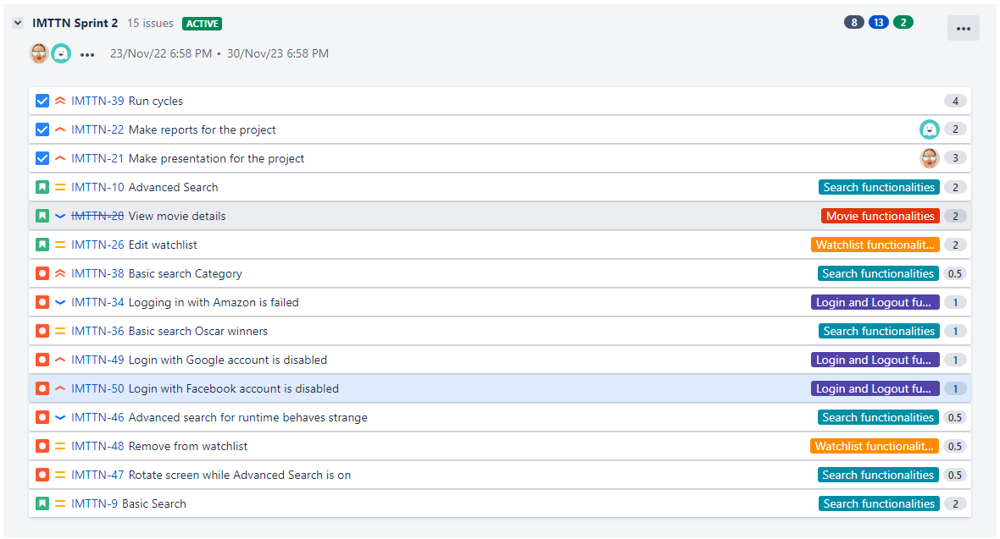 IMTTN Sprint 2 15 issues ACTIVE 8 13 2
23/Nov/22 6:58 PM • 30/Nov/23 6:58 PM
IMTTN-39 Run cycles 4
IMTTN-22 Make reports for the project 2
IMTTN-21 Make presentation for the project 3
IMTTN-10 Advanced Search Search functionalities 2
IMTTN-28 View movie details Movie functionalities 2
IMTTN-26 Edit watchlist Watchlist functionalit... 2
IMTTN-38 Basic search Category Search functionalities 0.5
IMTTN-34 Logging in with Amazon is failed Login and Logout fu... 1
IMTTN-36 Basic search Oscar winners Search functionalities 1
IMTTN-49 Login with Google account is disabled Login and Logout fu... 1
IMTTN-50 Login with Facebook account is disabled Login and Logout fu... 1
IMTTN-46 Advanced search for runtime behaves strange Search functionalities 0.5
IMTTN-48 Remove from watchlist Watchlist functionalit... 0.5
IMTTN-47 Rotate screen while Advanced Search is on Search functionalities 0.5
IMTTN-9 Basic Search Search functionalities 2